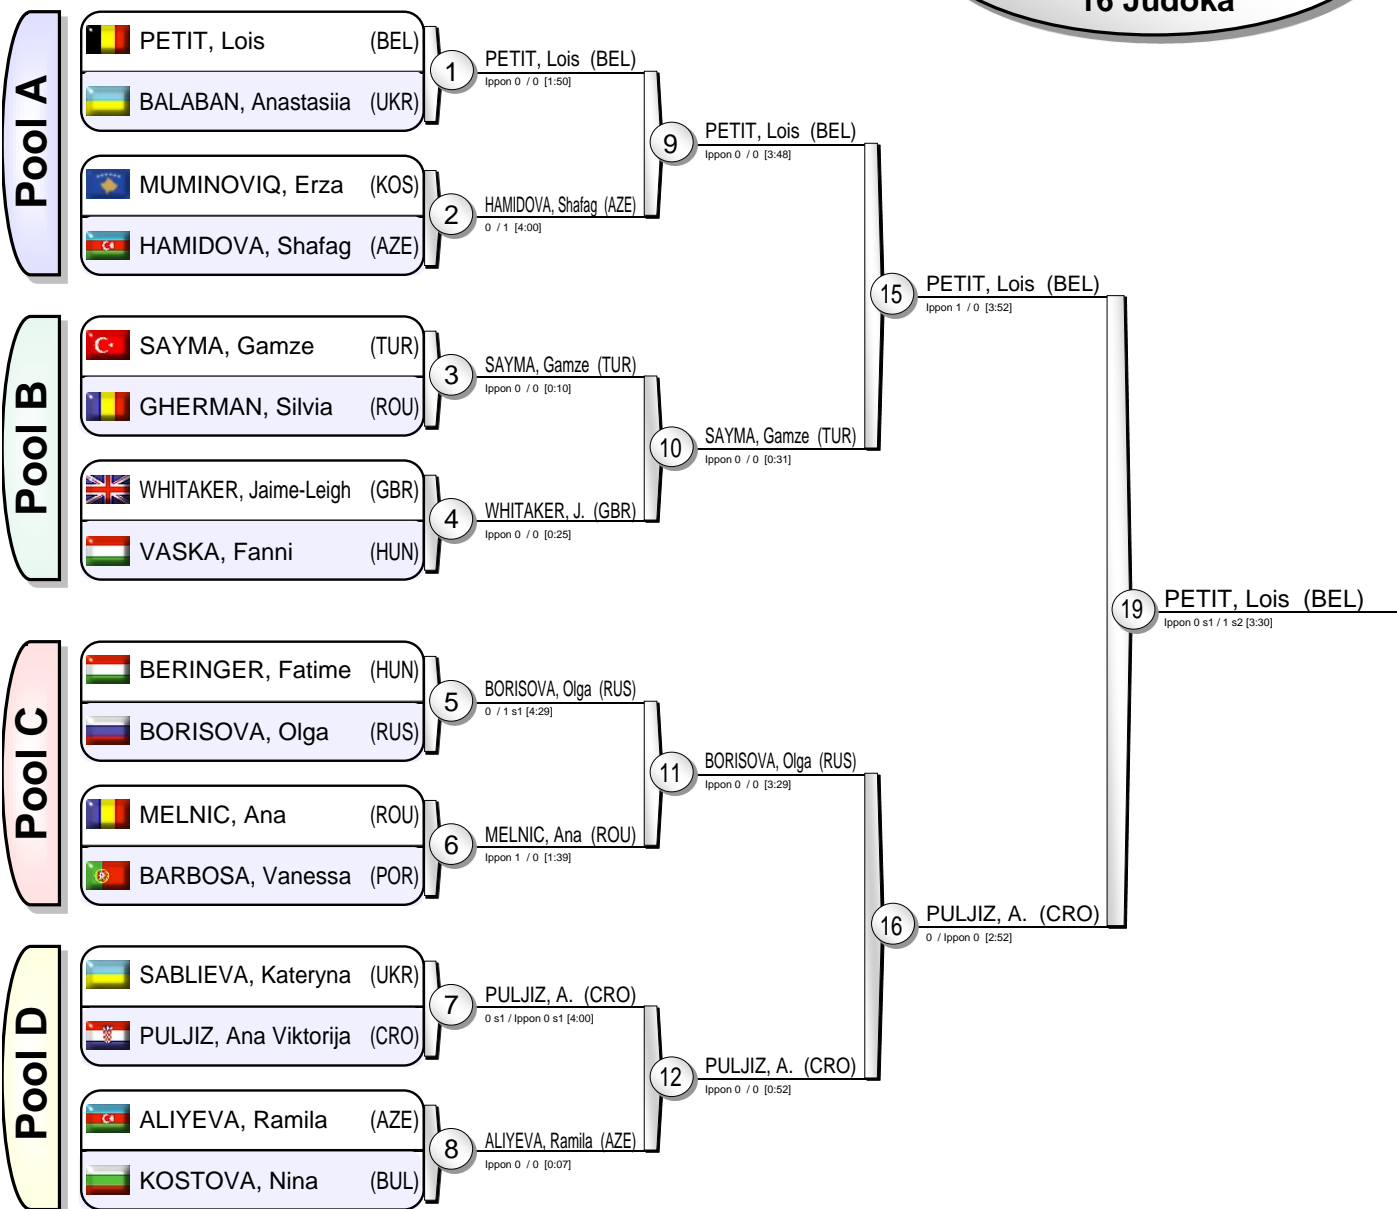 16 Judoka
Pool A
PETIT, Lois (BEL)
BALABAN, Anastasiia (UKR)
MUMINOVIQ, Erza (KOS)
HAMIDOVA, Shafag (AZE)
Pool B
SAYMA, Gamze (TUR)
GHERMAN, Silvia (ROU)
WHITAKER, Jaime-Leigh (GBR)
VASKA, Fanni (HUN)
Pool C
BERINGER, Fatime (HUN)
BORISOVA, Olga (RUS)
MELNIC, Ana (ROU)
BARBOSA, Vanessa (POR)
Pool D
SABLIEVA, Kateryna (UKR)
PULJIZ, Ana Viktorija (CRO)
ALIYEVA, Ramila (AZE)
KOSTOVA, Nina (BUL)
1
PETIT, Lois (BEL)
Ippon 0 / 0 [1:50]
2
HAMIDOVA, Shafag (AZE)
0 / 1 [4:00]
3
SAYMA, Gamze (TUR)
Ippon 0 / 0 [0:10]
4
WHITAKER, J. (GBR)
Ippon 0 / 0 [0:25]
5
BORISOVA, Olga (RUS)
0 / 1 s1 [4:29]
6
MELNIC, Ana (ROU)
Ippon 1 / 0 [1:39]
7
PULJIZ, A. (CRO)
0 s1 / Ippon 0 s1 [4:00]
8
ALIYEVA, Ramila (AZE)
Ippon 0 / 0 [0:07]
9
PETIT, Lois (BEL)
Ippon 0 / 0 [3:48]
10
SAYMA, Gamze (TUR)
Ippon 0 / 0 [0:31]
11
BORISOVA, Olga (RUS)
Ippon 0 / 0 [3:29]
12
PULJIZ, A. (CRO)
Ippon 0 / 0 [0:52]
15
PETIT, Lois (BEL)
Ippon 1 / 0 [3:52]
16
PULJIZ, A. (CRO)
0 / Ippon 0 [2:52]
19
PETIT, Lois (BEL)
Ippon 0 s1 / 1 s2 [3:30]